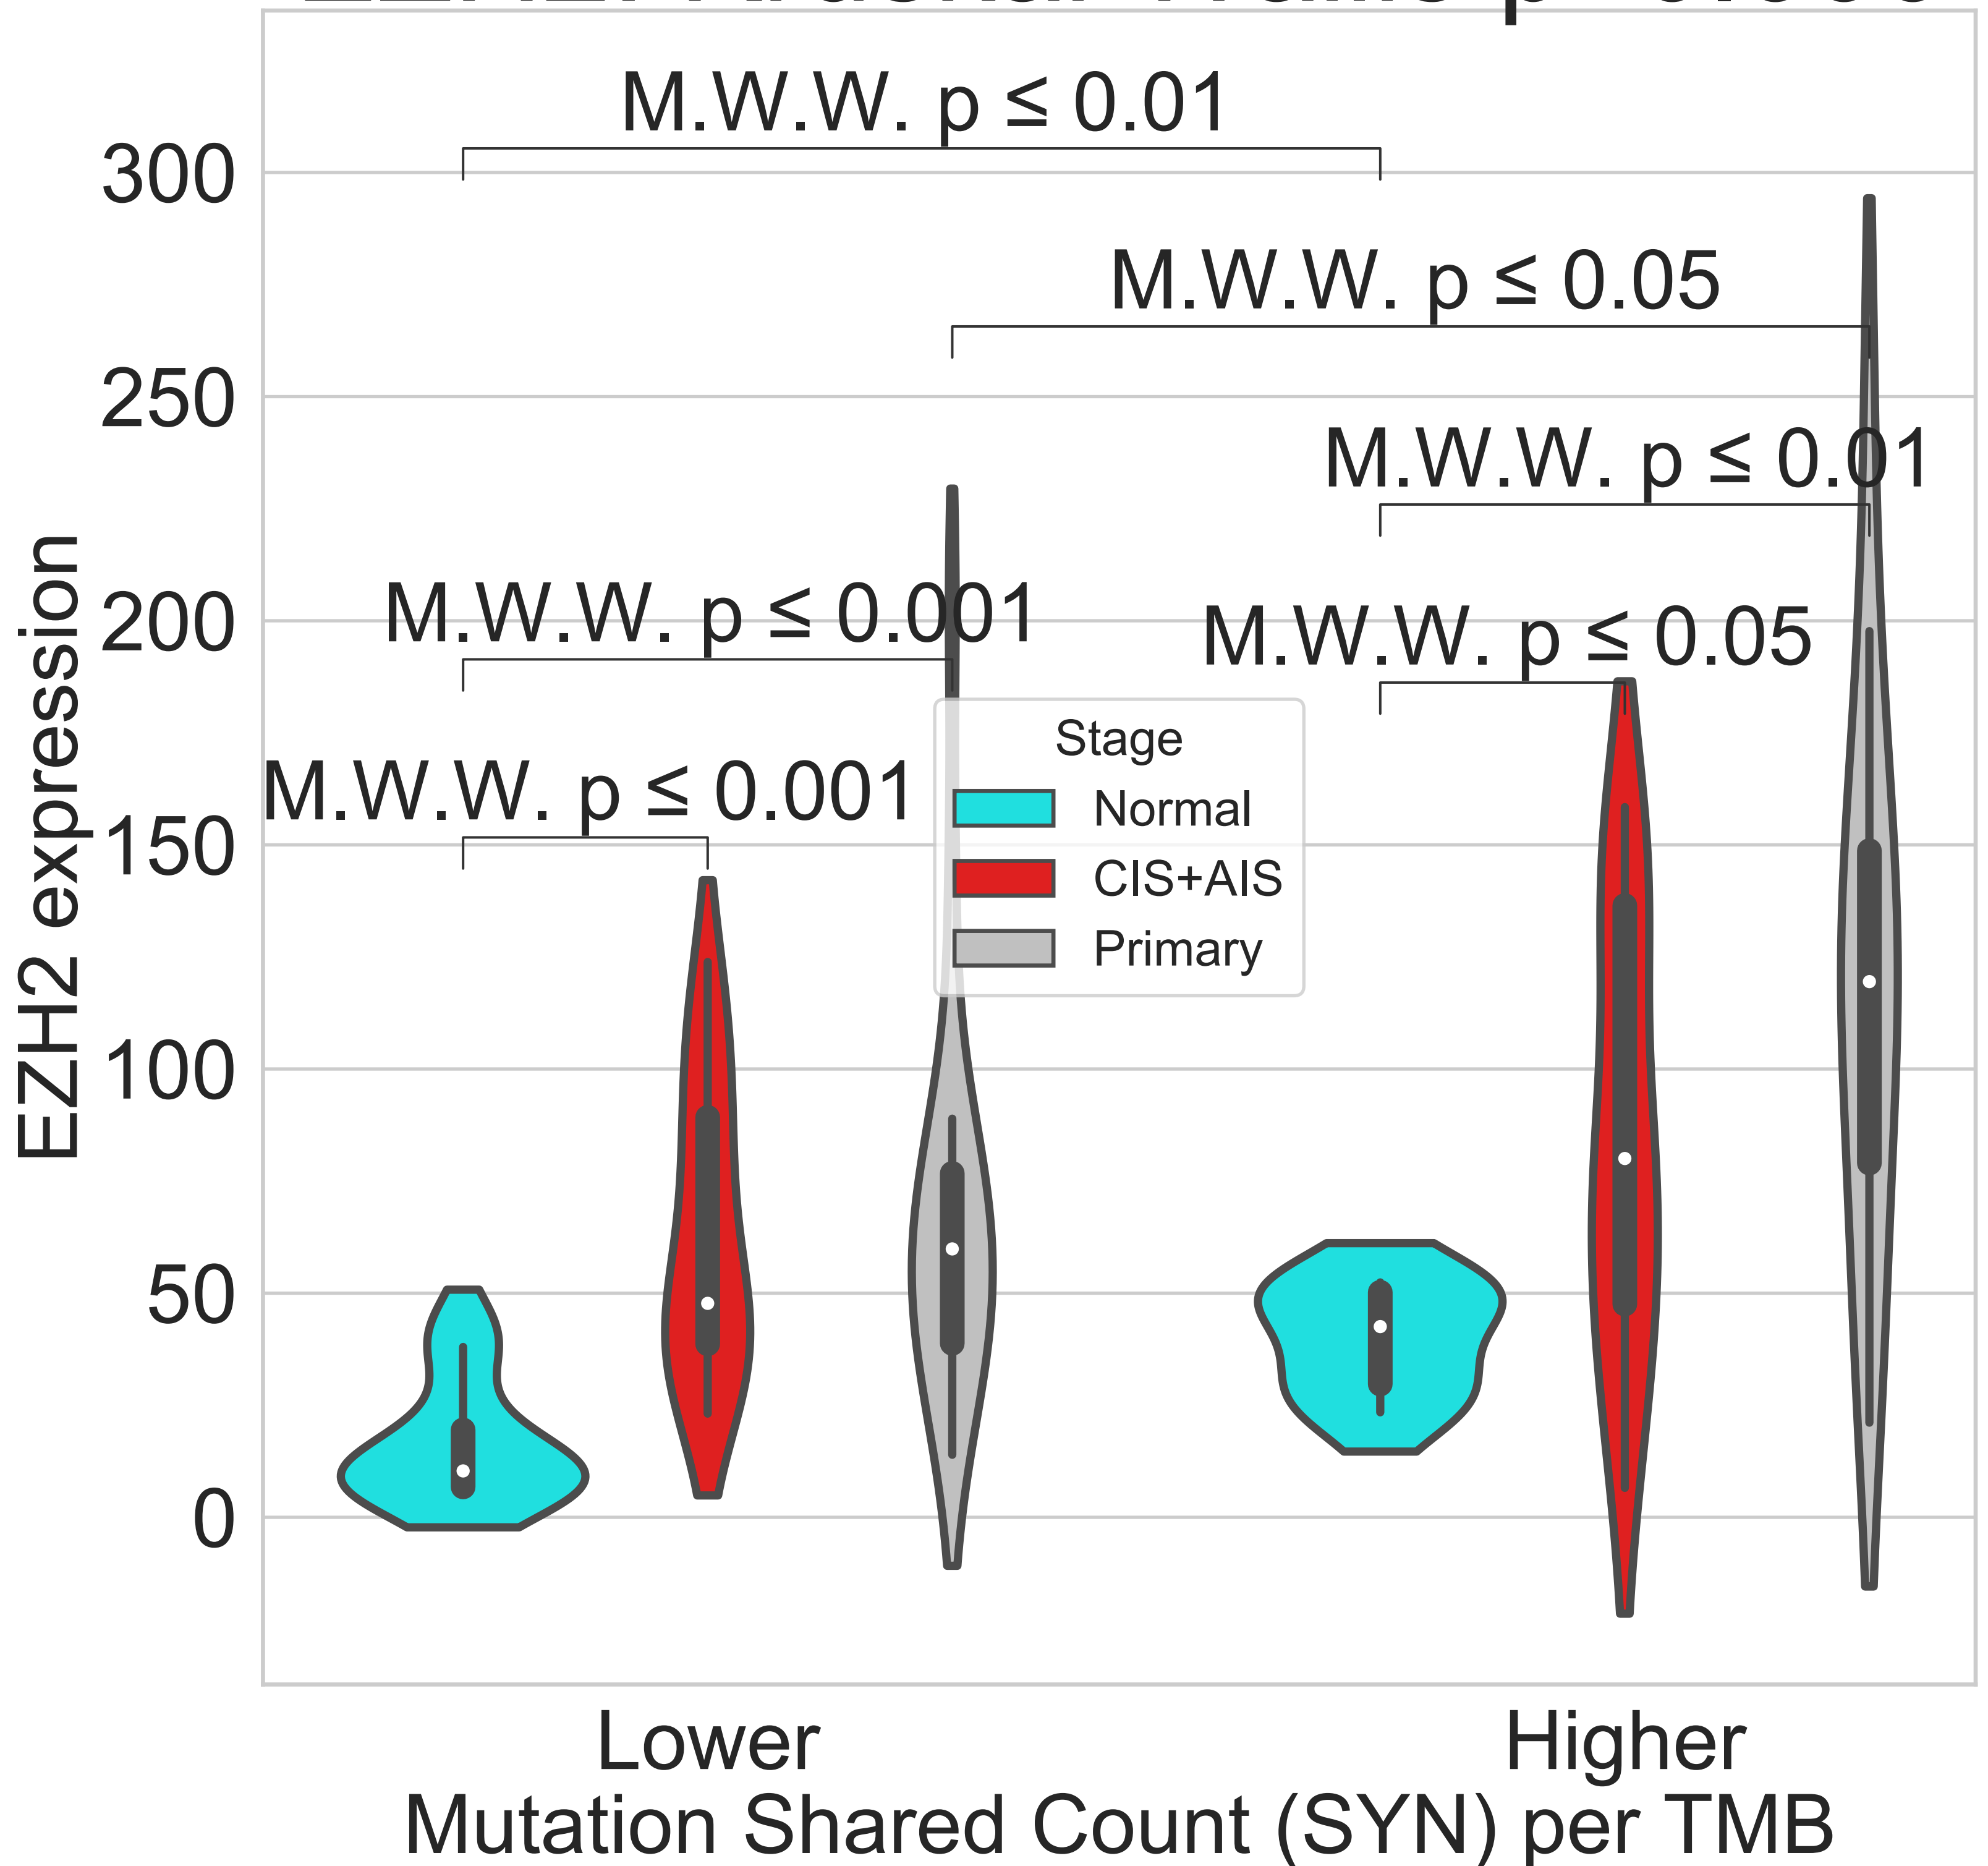 M.W.W. p ≤ 0.01
300
M.W.W. p ≤ 0.05
250
M.W.W. p ≤ 0.01
M.W.W. p ≤ 0.001
M.W.W. p ≤ 0.05
200
EZH2 expression
M.W.W. p ≤ 0.001
Stage
Normal
CIS+AIS
Primary
150
100
50
0
Lower
Higher
Mutation Shared Count (SYN) per TMB